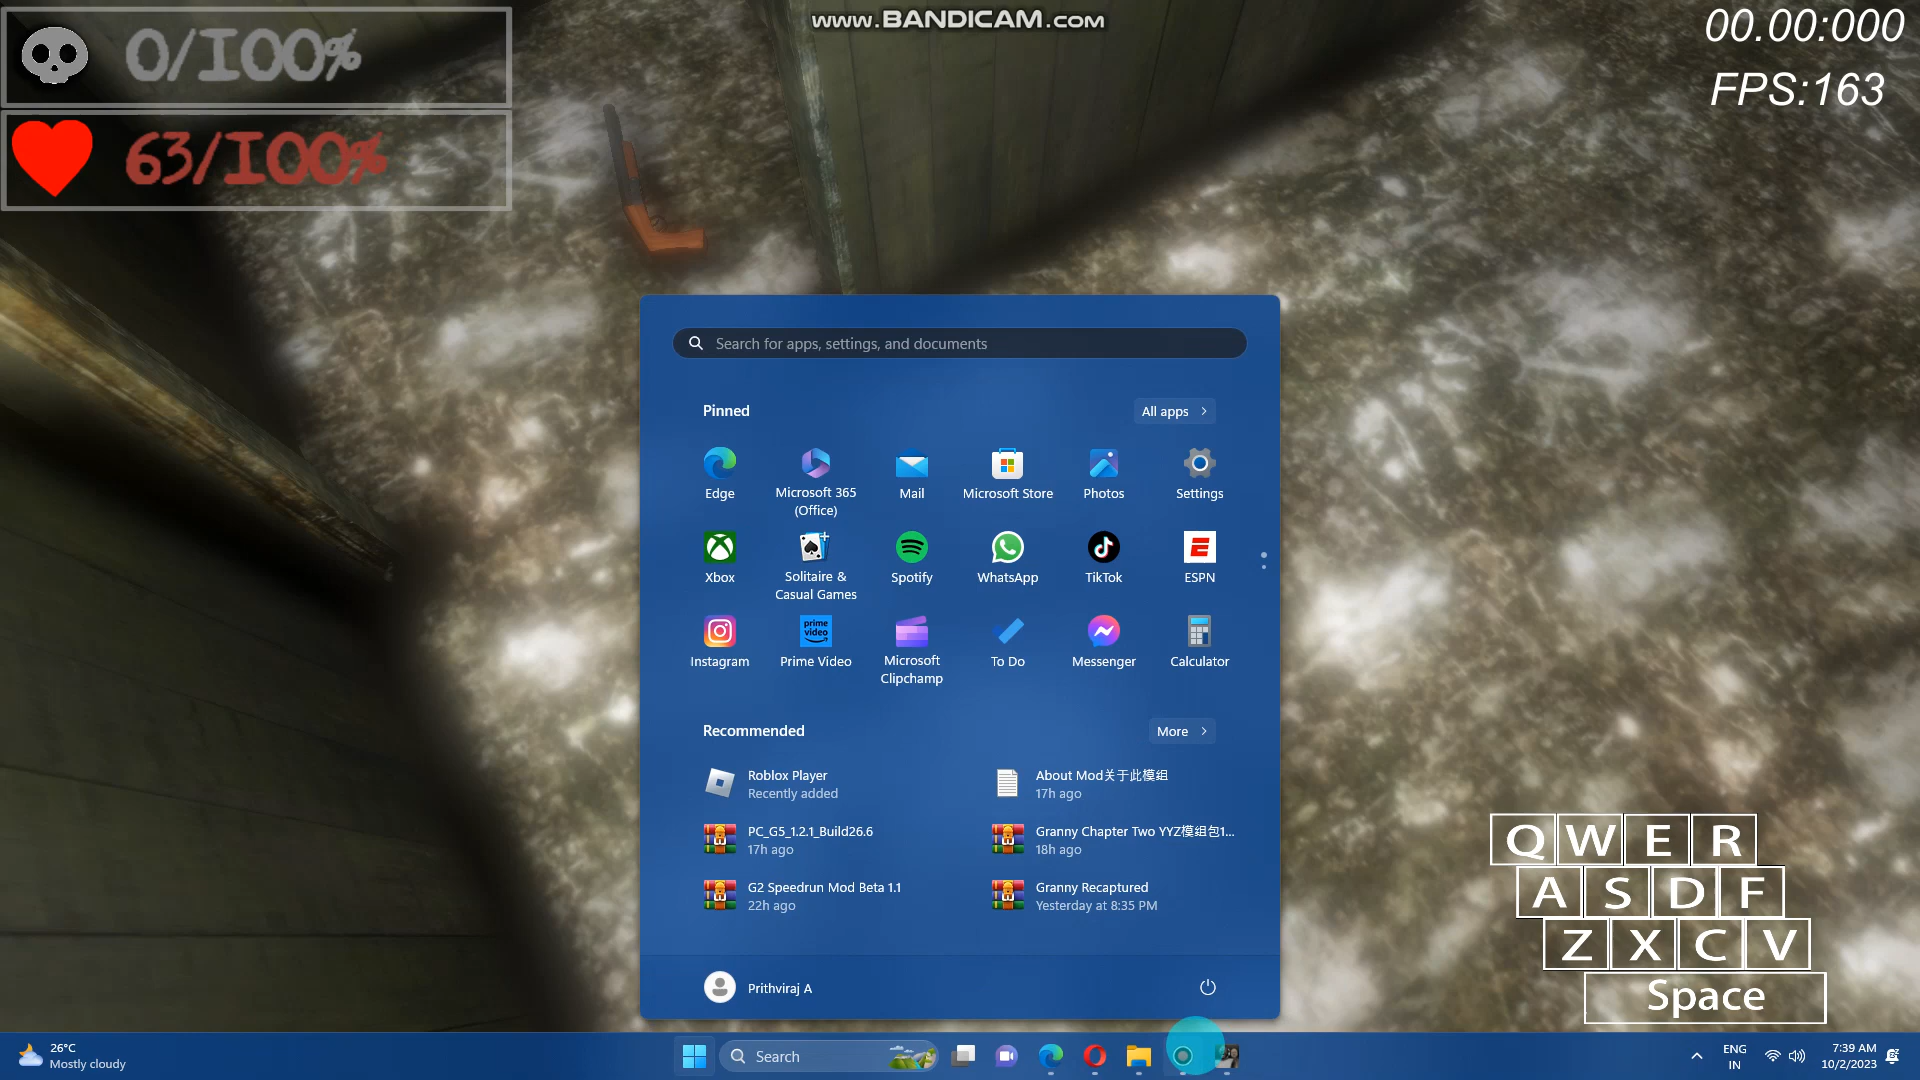 www.BANDICAM.com
00.00:000
FPS:163
0/100%
63/100%
Search for apps, settings, and documents
Pinned
All apps
Edge
Microsoft 365
(Office)
Mail
Microsoft Store
Photos
Settings
Xbox
Solitaire &
Casual Games
Spotify
WhatsApp
TikTok
ESPN
prime
video
Instagram
Prime Video
Microsoft
Clipchamp
To Do
Messenger
Calculator
Recommended
More
Roblox Player
Recently added
About Mod关于此模组
17h ago
PC_G5_1.2.1_Build26.6
17h ago
Granny Chapter Two YYZ模组包1...
18h ago
G2 Speedrun Mod Beta 1.1
22h ago
Granny Recaptured
Yesterday at 8:35 PM
Prithviraj A
Q W E R
A S D F
Z X C V
Space
26°C
Mostly cloudy
Search
ENG
IN
7:39 AM
10/2/2023